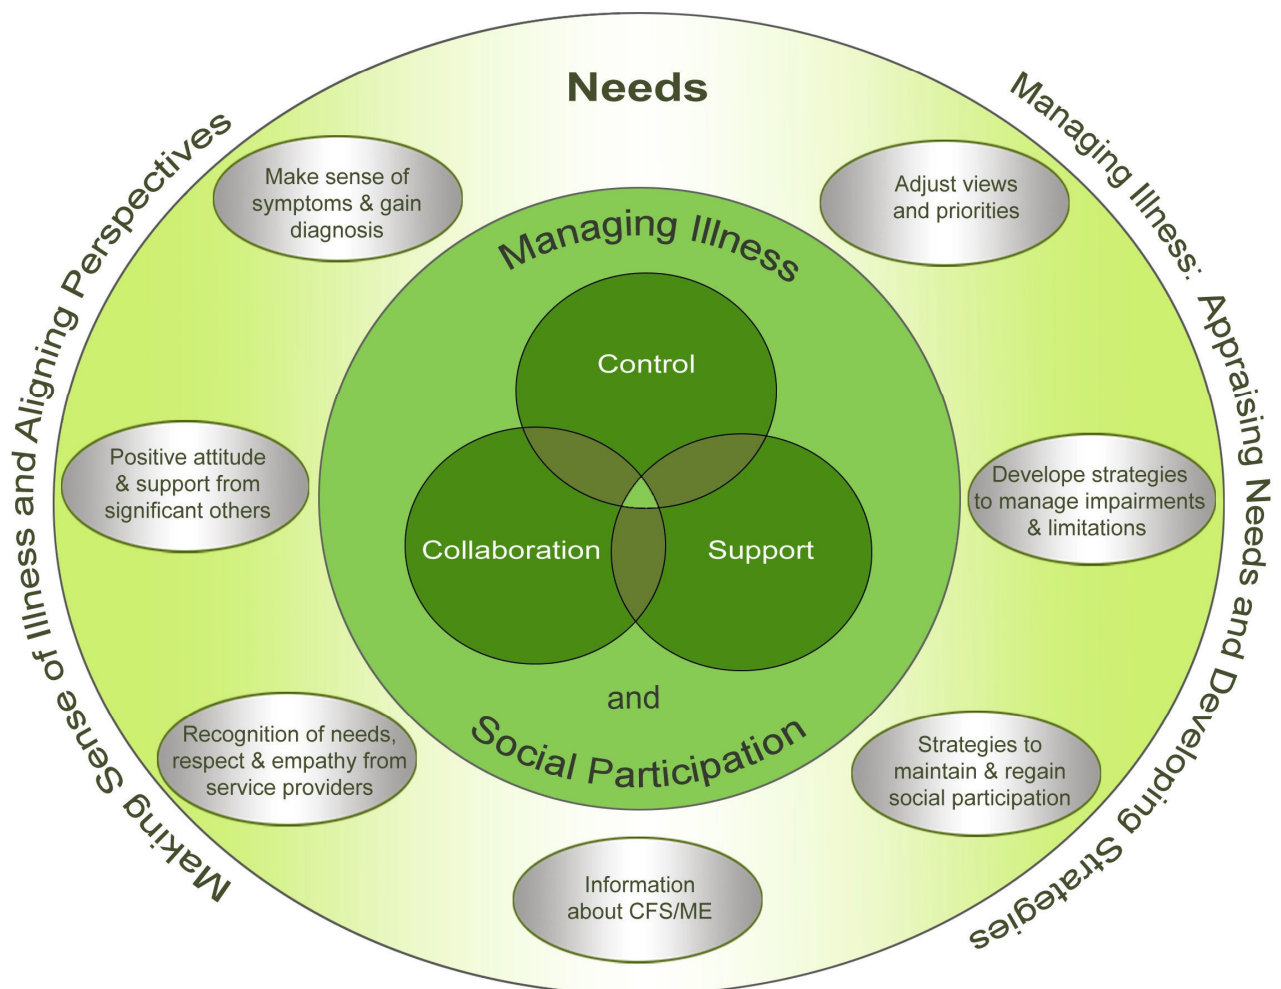 Needs
Making Sense of Illness and Aligning Perspectives
Managing Illness: Appraising Needs and Developing Strategies
Make sense of
symptoms & gain
diagnosis
Adjust views
and priorities
Positive attitude
& support from
significant others
Develope strategies
to manage impairments
& limitations
Recognition of needs,
respect & empathy from
service providers
Strategies to
maintain & regain
social participation
Information
about CFS/ME
Managing Illness
Control
Collaboration
Support
and
Social Participation